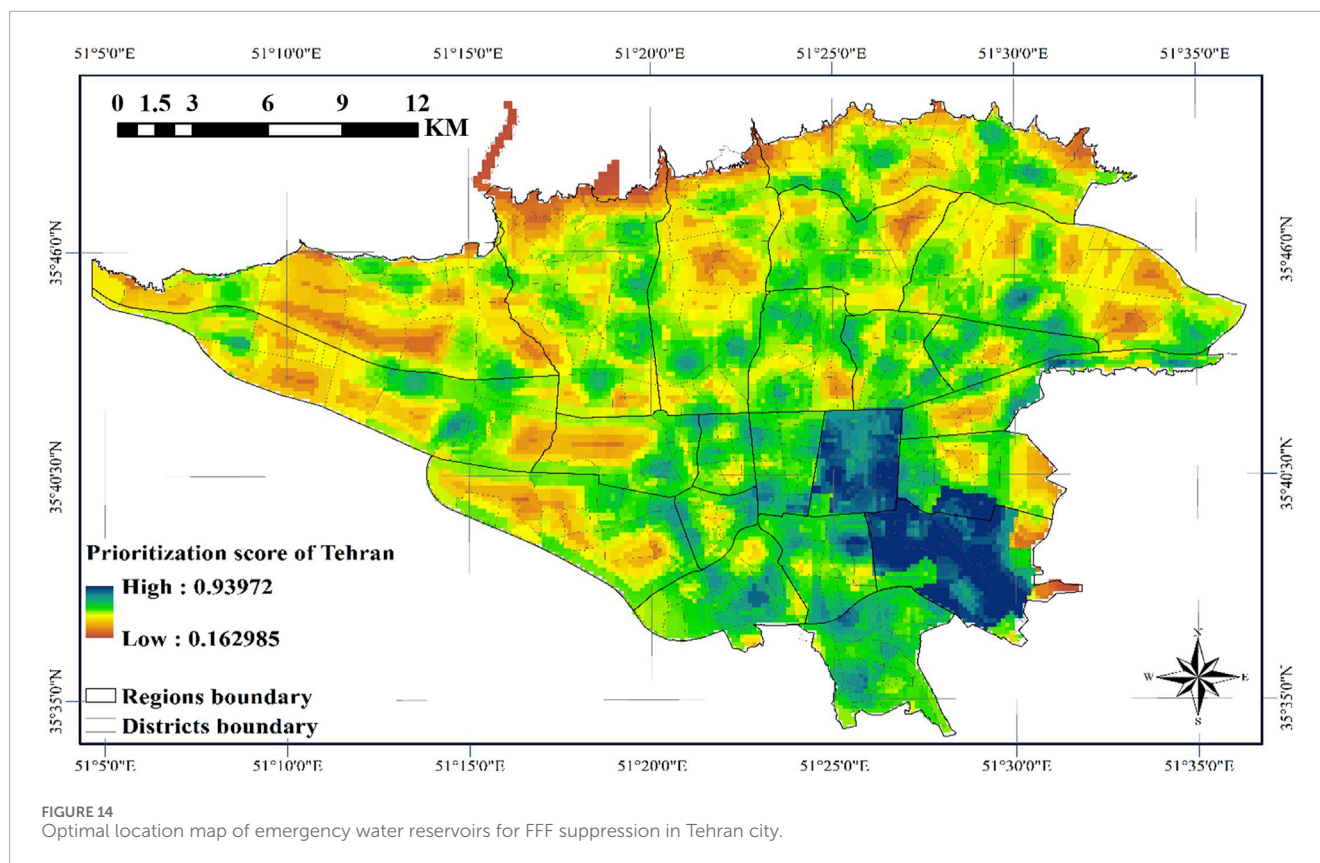 51°5'0"E 51°10'0"E 51°15'0"E 51°20'0"E 51°25'0"E 51°30'0"E 51°35'0"E
0 1.5 3 6 9 12
KM
35°46'0"N 35°46'0"N
35°40'30"N 35°40'30"N
Prioritization score of Tehran
High : 0.93972
Low : 0.162985
Regions boundary
Districts boundary
N
W E
S
35°35'0"N 35°35'0"N
51°5'0"E 51°10'0"E 51°15'0"E 51°20'0"E 51°25'0"E 51°30'0"E 51°35'0"E
FIGURE 14
Optimal location map of emergency water reservoirs for FFF suppression in Tehran city.